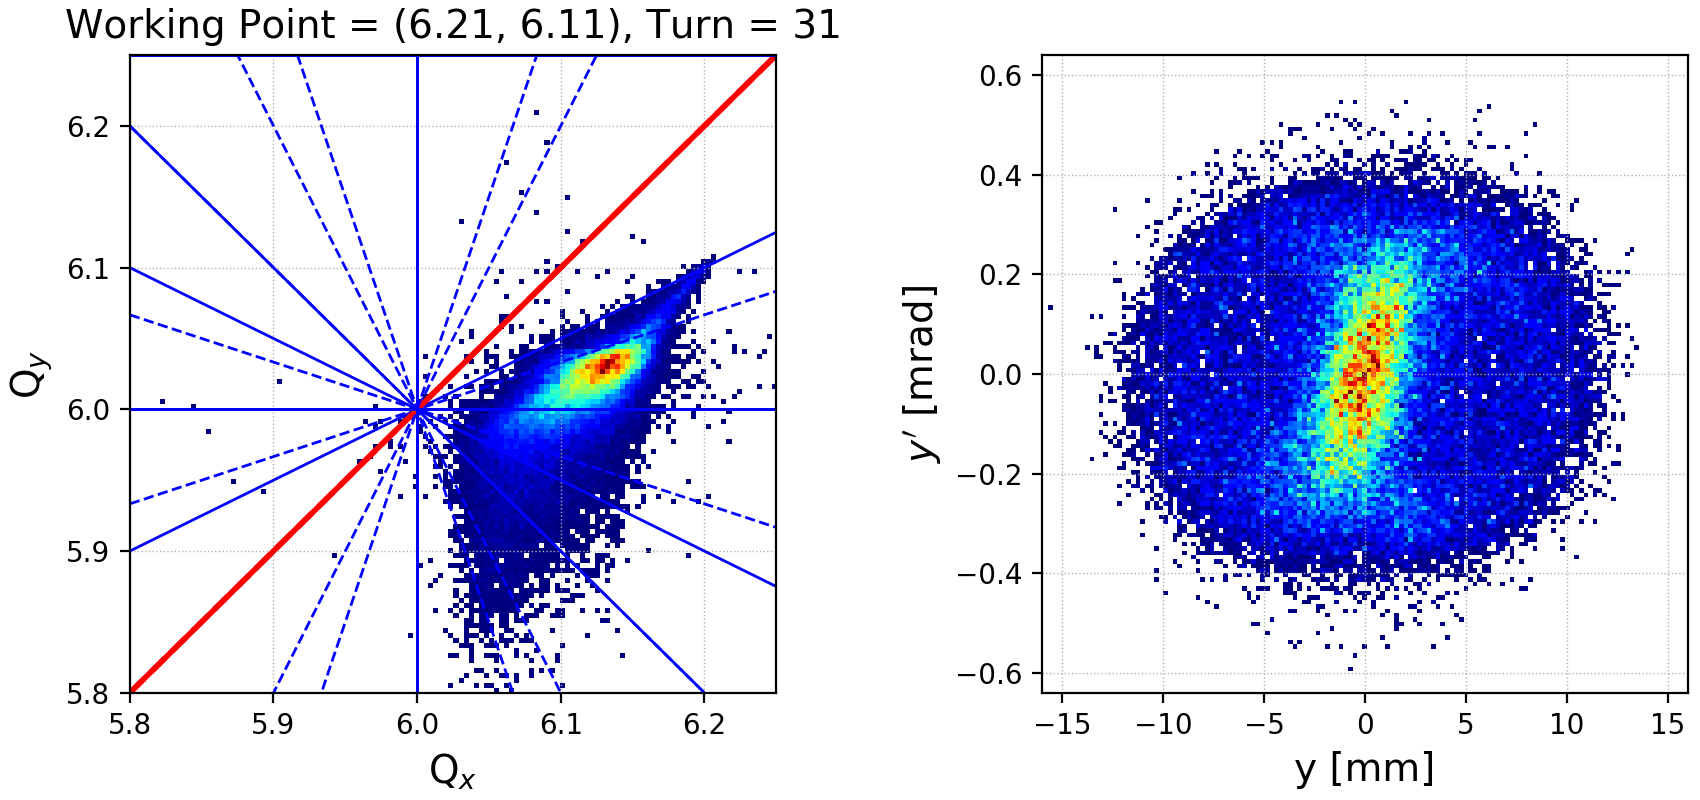 Working Point = (6.21, 6.11), Turn = 31
6.2
6.1
6.0
5.9
5.8
Q_y
5.8 5.9 6.0 6.1 6.2
Q_x
0.6
0.4
0.2
0.0
−0.2
−0.4
−0.6
y′ [mrad]
−15 −10 −5 0 5 10 15
y [mm]